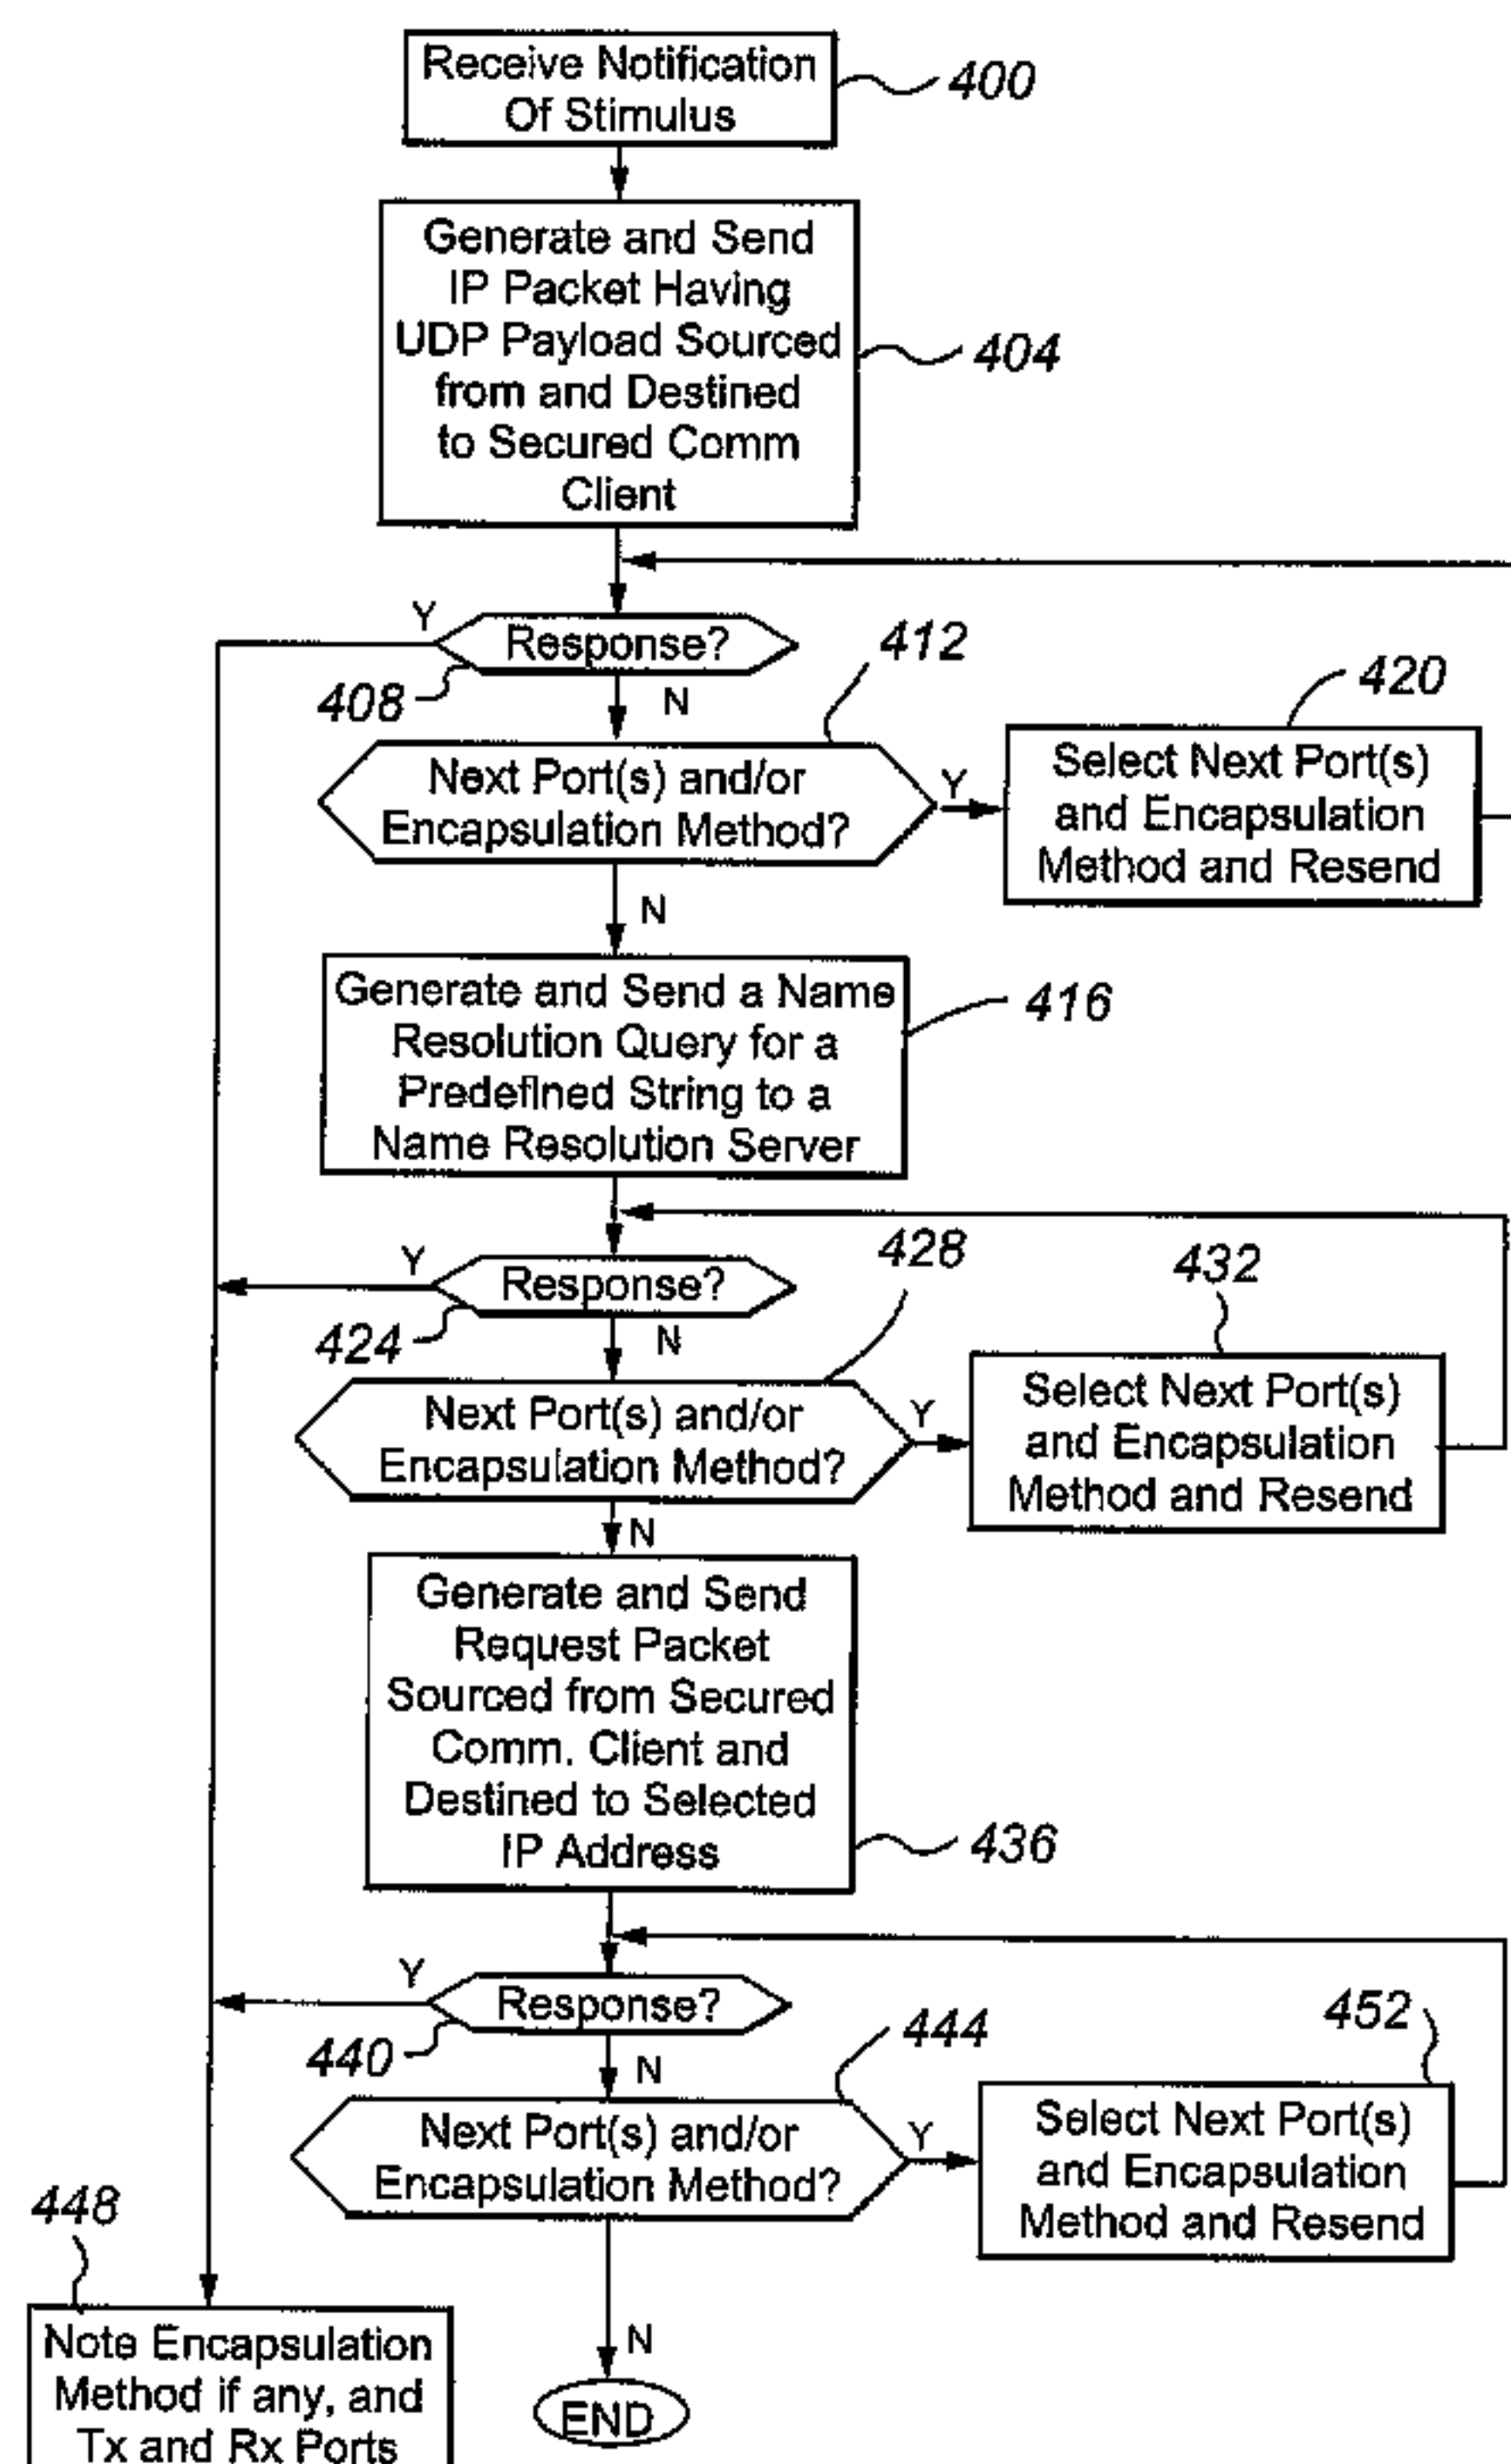 Receive Notification
Of Stimulus
400
Generate and Send
IP Packet Having
UDP Payload Sourced
from and Destined
to Secured Comm
Client
404
Y
Response?
408
N
412
Next Port(s) and/or
Encapsulation Method?
Y
420
Select Next Port(s)
and Encapsulation
Method and Resend
N
Generate and Send a Name
Resolution Query for a
Predefined String to a
Name Resolution Server
416
Y
Response?
424
N
428
Next Port(s) and/or
Encapsulation Method?
Y
432
Select Next Port(s)
and Encapsulation
Method and Resend
N
Generate and Send
Request Packet
Sourced from Secured
Comm. Client and
Destined to Selected
IP Address
436
Y
Response?
440
N
444
Next Port(s) and/or
Encapsulation Method?
Y
452
Select Next Port(s)
and Encapsulation
Method and Resend
448
Note Encapsulation
Method if any, and
Tx and Rx Ports
N
END